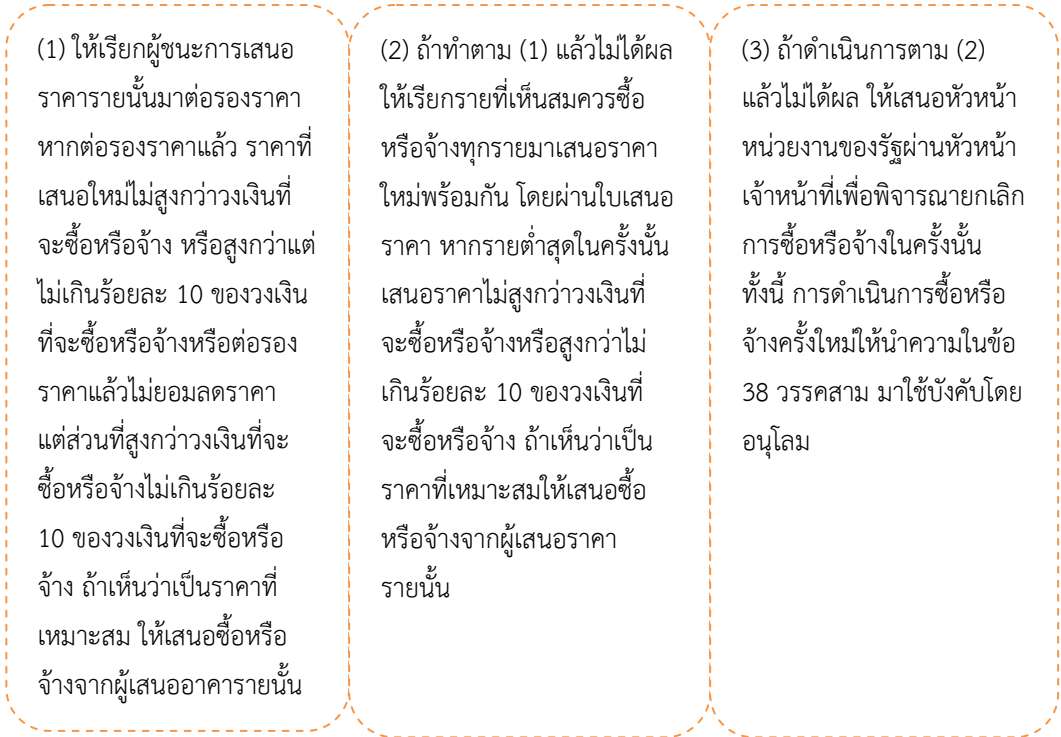 (1) ให้เรียกผู้ชนะการเสนอ
ราคารายนั้นมาต่อรองราคา
หากต่อรองราคาแล้ว ราคาที่
เสนอใหม่ไม่สูงกว่าวงเงินที่
จะซื้อหรือจ้าง หรือสูงกว่าแต่
ไม่เกินร้อยละ 10 ของวงเงิน
ที่จะซื้อหรือจ้างหรือต่อรอง
ราคาแล้วไม่ยอมลดราคา
แต่ส่วนที่สูงกว่าวงเงินที่จะ
ซื้อหรือจ้างไม่เกินร้อยละ
10 ของวงเงินที่จะซื้อหรือ
จ้าง ถ้าเห็นว่าเป็นราคาที่
เหมาะสม ให้เสนอซื้อหรือ
จ้างจากผู้เสนออาคารายนั้น
(2) ถ้าทำตาม (1) แล้วไม่ได้ผล
ให้เรียกรายที่เห็นสมควรซื้อ
หรือจ้างทุกรายมาเสนอราคา
ใหม่พร้อมกัน โดยผ่านใบเสนอ
ราคา หากรายต่ำสุดในครั้งนั้น
เสนอราคาไม่สูงกว่าวงเงินที่
จะซื้อหรือจ้างหรือสูงกว่าไม่
เกินร้อยละ 10 ของวงเงินที่
จะซื้อหรือจ้าง ถ้าเห็นว่าเป็น
ราคาที่เหมาะสมให้เสนอซื้อ
หรือจ้างจากผู้เสนอราคา
รายนั้น
(3) ถ้าดำเนินการตาม (2)
แล้วไม่ได้ผล ให้เสนอหัวหน้า
หน่วยงานของรัฐผ่านหัวหน้า
เจ้าหน้าที่เพื่อพิจารณายกเลิก
การซื้อหรือจ้างในครั้งนั้น
ทั้งนี้ การดำเนินการซื้อหรือ
จ้างครั้งใหม่ให้นำความในข้อ
38 วรรคสาม มาใช้บังคับโดย
อนุโลม